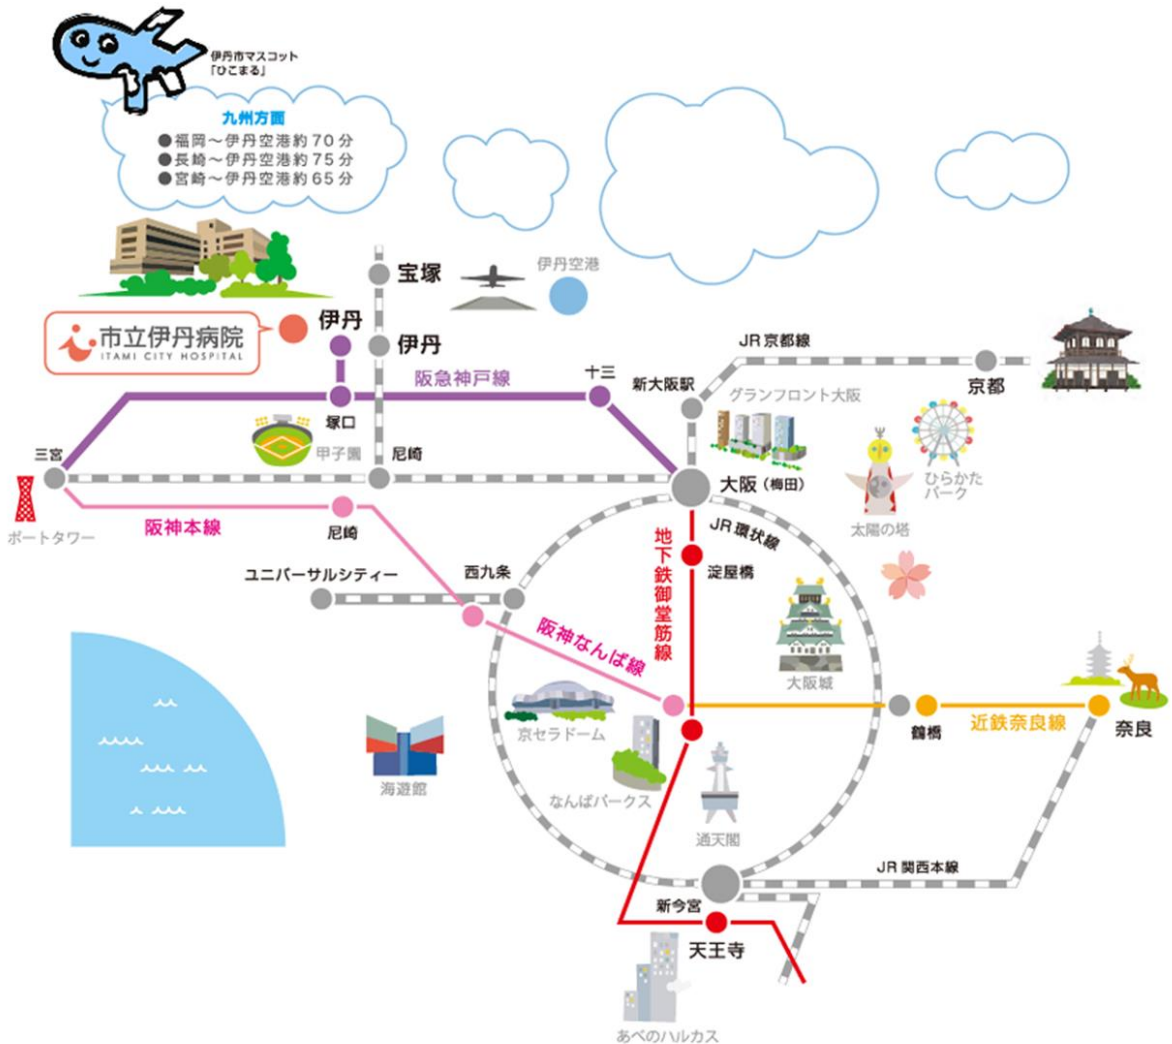 伊丹市マスコット
「ひこまる」
九州方面
●福岡～伊丹空港約70分
●長崎～伊丹空港約75分
●宮崎～伊丹空港約65分
宝塚
伊丹空港
市立伊丹病院
ITAMI CITY HOSPITAL
伊丹
伊丹
JR京都線
京都
阪急神戸線
十三
新大阪駅
グランフロント大阪
塚口
甲子園
尼崎
三宮
大阪（梅田）
ひらかた
パーク
太陽の塔
ポートタワー
阪神本線
尼崎
JR環状線
地下鉄御堂筋線
淀屋橋
ユニバーサルシティー
西九条
阪神なんば線
大阪城
京セラドーム
鶴橋
近鉄奈良線
奈良
海遊館
なんばパークス
通天閣
JR関西本線
新今宮
天王寺
あべのハルカス